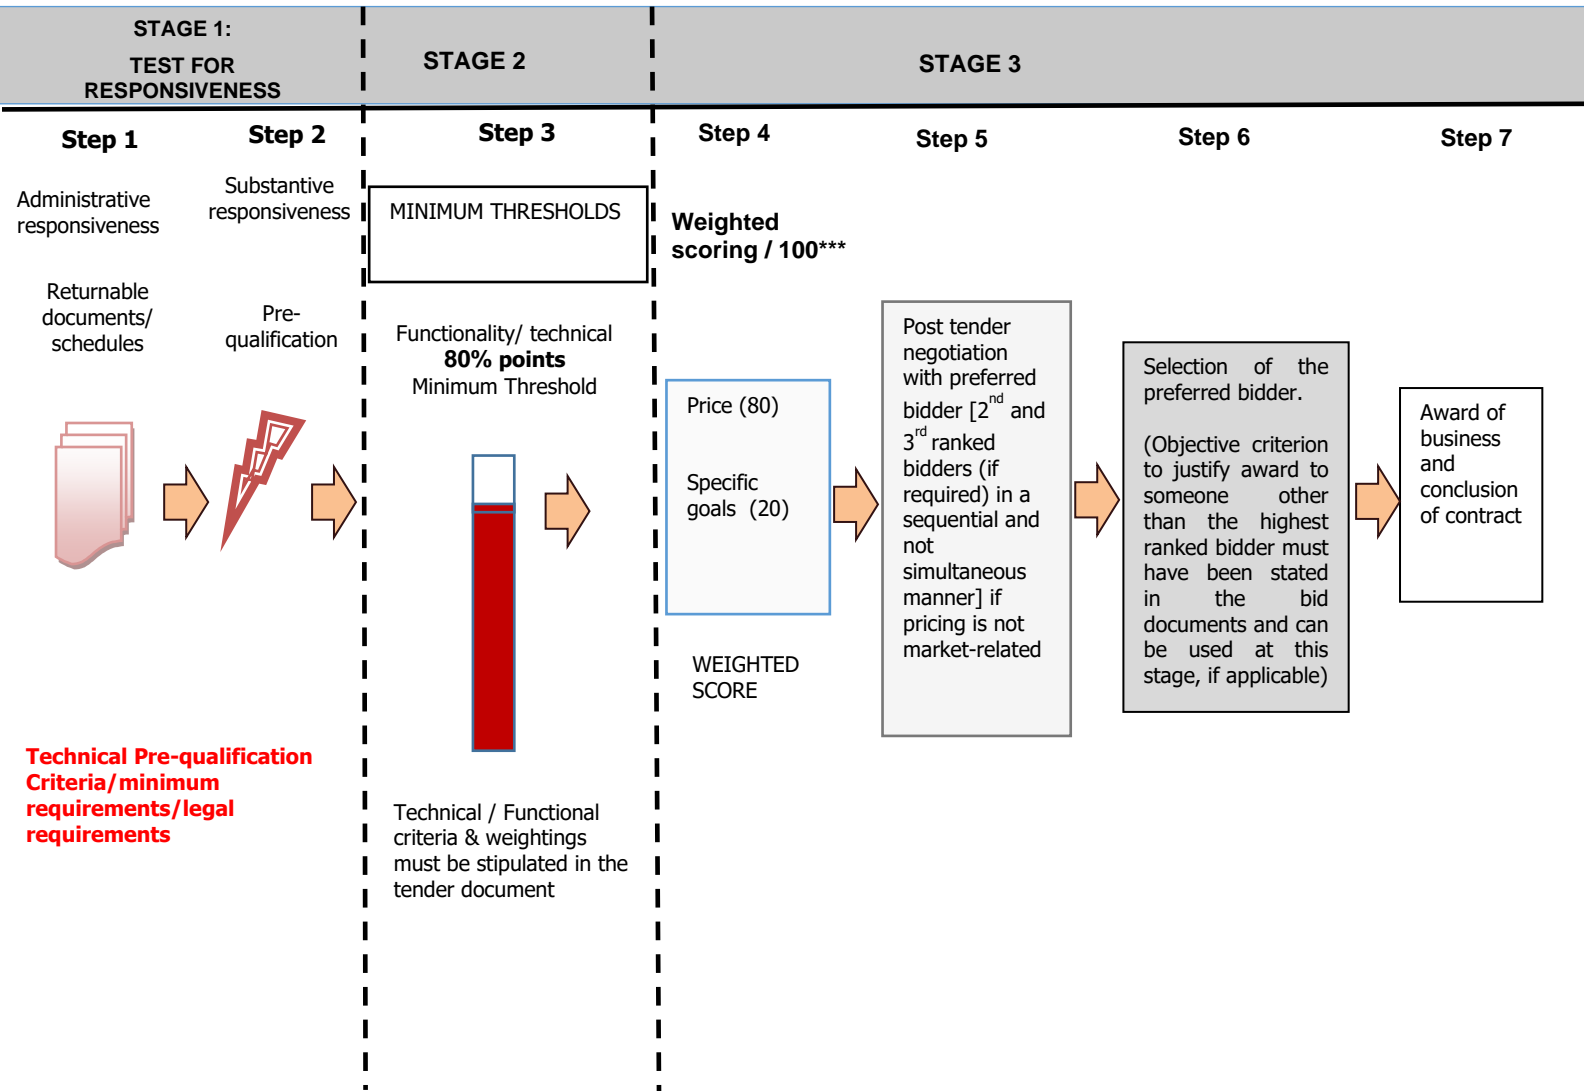 STAGE 1:
TEST FOR
RESPONSIVENESS
STAGE 2
STAGE 3
Step 1
Administrative
responsiveness
Returnable
documents/
schedules
Step 2
Substantive
responsiveness
Pre-
qualification
Technical Pre-qualification
Criteria/minimum
requirements/legal
requirements
Step 3
MINIMUM THRESHOLDS
Functionality/ technical
80% points
Minimum Threshold
Technical / Functional
criteria & weightings
must be stipulated in the
tender document
Step 4
Weighted
scoring / 100***
Price (80)
Specific
goals (20)
WEIGHTED
SCORE
Step 5
Post tender
negotiation
with preferred
bidder [2nd and
3rd ranked
bidders (if
required) in a
sequential and
not
simultaneous
manner] if
pricing is not
market-related
Step 6
Selection of the
preferred bidder.
(Objective criterion
to justify award to
someone other
than the highest
ranked bidder must
have been stated
in the bid
documents and can
be used at this
stage, if applicable)
Step 7
Award of
business
and
conclusion
of contract